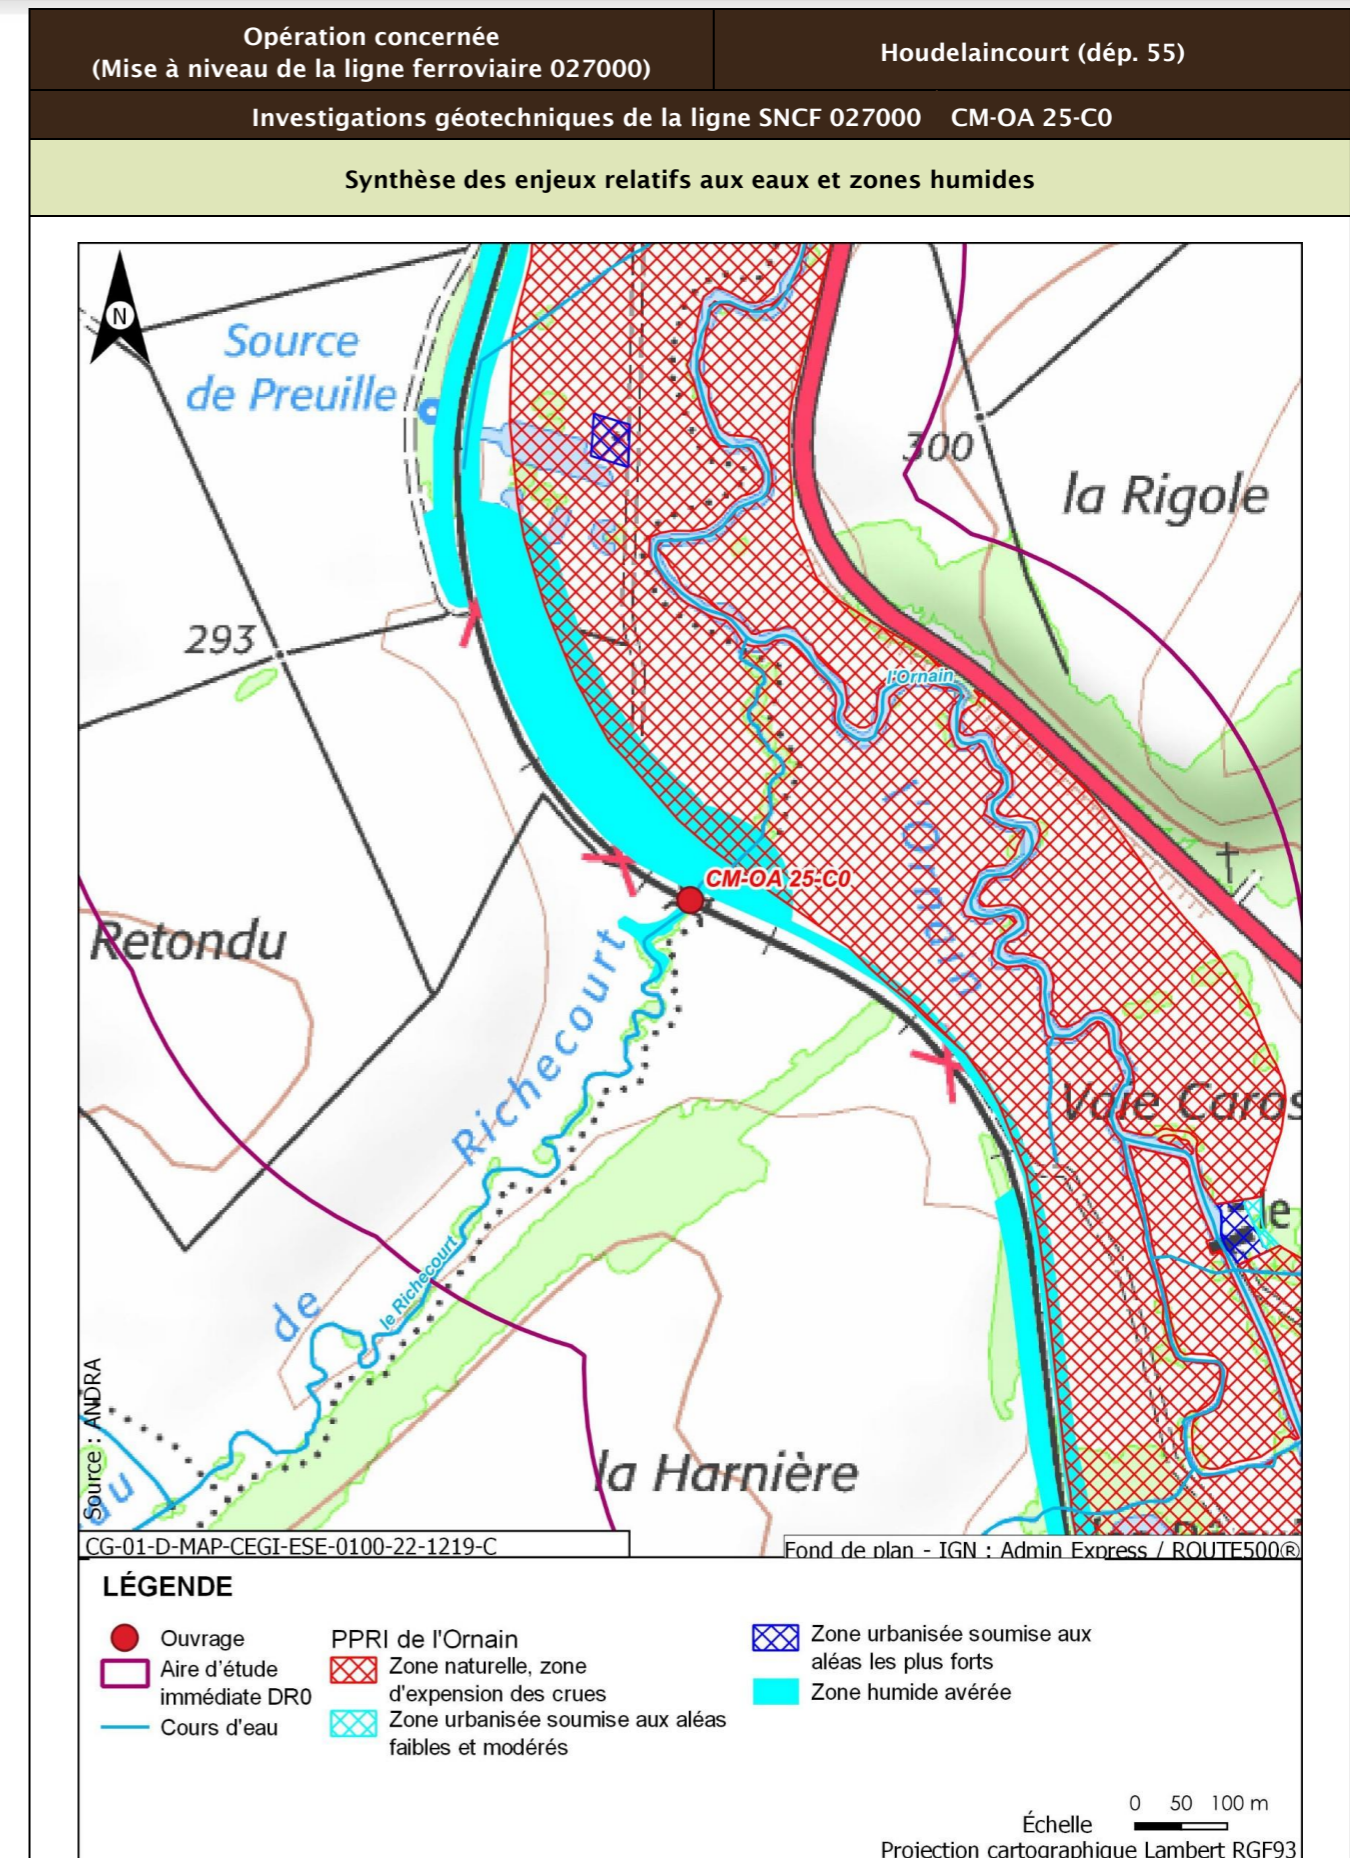 Opération concernée
(Mise à niveau de la ligne ferroviaire 027000)
Houdelaincourt (dép. 55)
Investigations géotechniques de la ligne SNCF 027000 CM-OA 25-C0
Synthèse des enjeux relatifs aux eaux et zones humides
N
Source
de Preuille
300
la Rigole
293
l'Ornain
l'Ornain
CM-OA 25-C0
Retondu
Richecourt
Voie Caros
le
de
le Richecourt
la Harnière
au
Source : ANDRA
CG-01-D-MAP-CEGI-ESE-0100-22-1219-C
Fond de plan - IGN : Admin Express / ROUTE500®
LÉGENDE
Ouvrage
Aire d'étude
immédiate DR0
Cours d'eau
PPRI de l'Ornain
Zone naturelle, zone
d'expension des crues
Zone urbanisée soumise aux aléas
faibles et modérés
Zone urbanisée soumise aux
aléas les plus forts
Zone humide avérée
0 50 100 m
Échelle
Projection cartographique Lambert RGF93